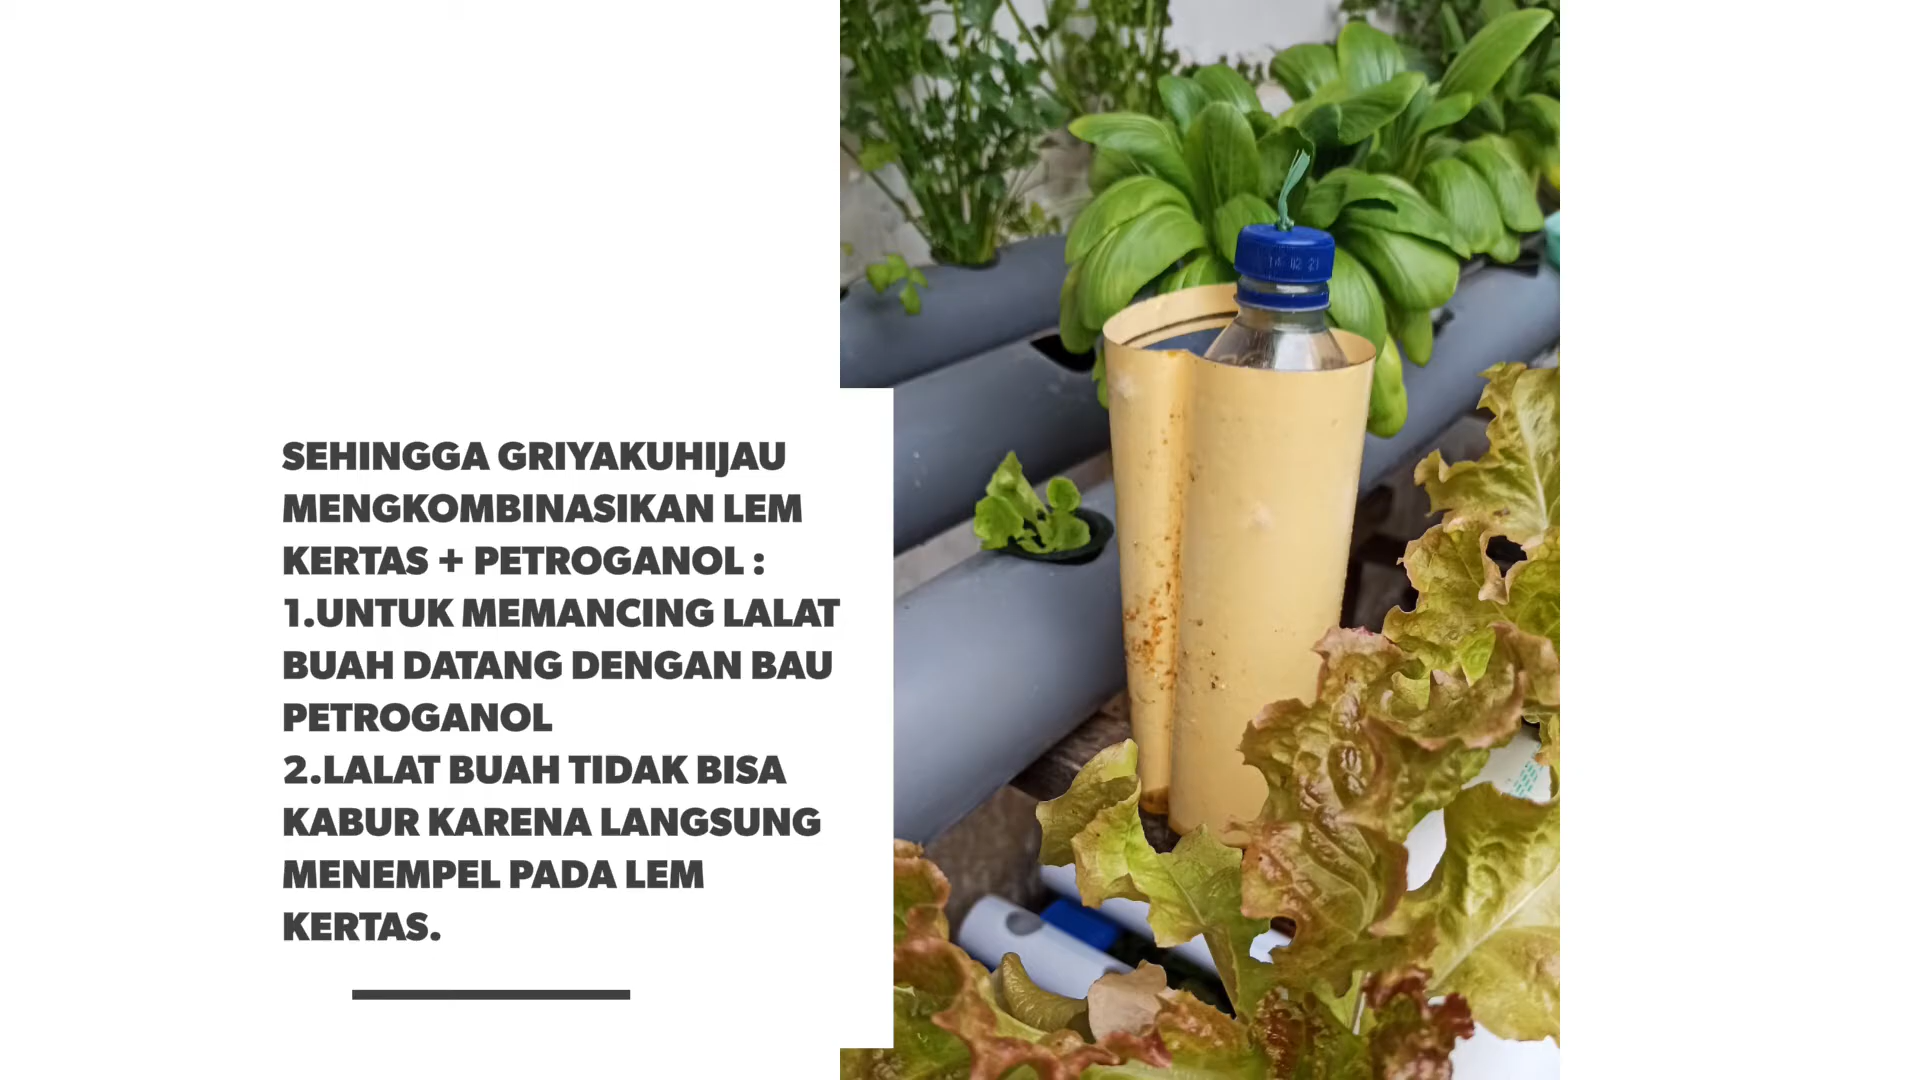 SEHINGGA GRIYAKUHIJAU
MENGKOMBINASIKAN LEM
KERTAS + PETROGANOL :
1.UNTUK MEMANCING LALAT
BUAH DATANG DENGAN BAU
PETROGANOL
2.LALAT BUAH TIDAK BISA
KABUR KARENA LANGSUNG
MENEMPEL PADA LEM
KERTAS.